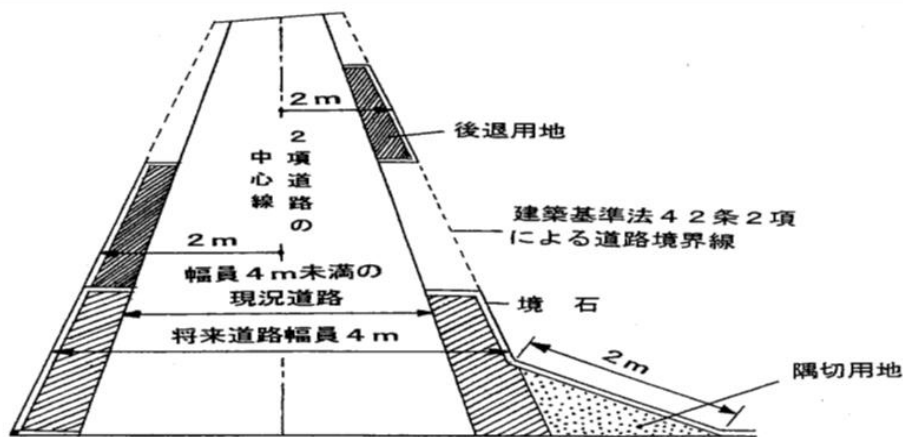 2m
後退用地
2項道路の
中心線
建築基準法42条2項
による道路境界線
2m
幅員4m未満の
現況道路
境石
将来道路幅員4m
2m
隅切用地